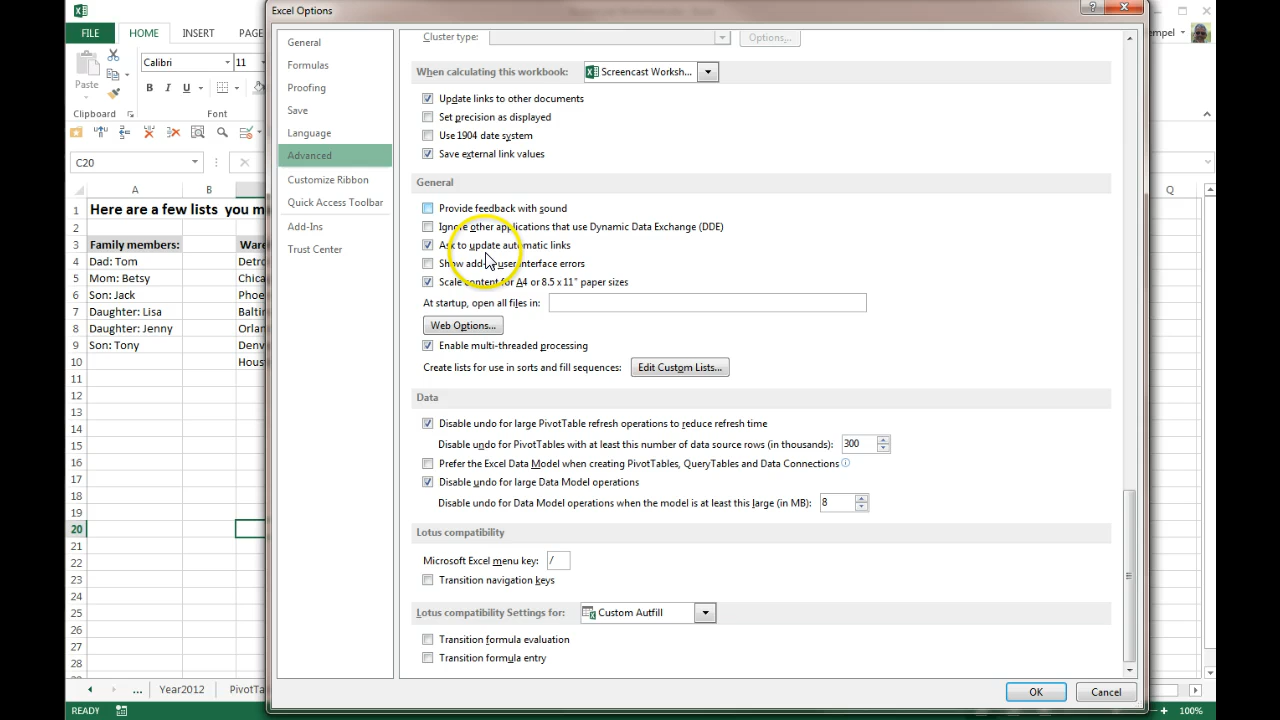 Excel Options
FILE HOME INSERT PAGE
Calibri 11
Paste
B I U
Clipboard Font
C20
A B Q
1 Here are a few lists you m
2
3 Family members: Ware
4 Dad: Tom Detro
5 Mom: Betsy Chica
6 Son: Jack Phoe
7 Daughter: Lisa Baltin
8 Daughter: Jenny Orlan
9 Son: Tony Denv
10 Hous
11
12
13
14
15
16
17
18
19
20
21
22
23
24
25
26
27
28
... Year2012 PivotTa
READY 100%
General
Formulas
Proofing
Save
Language
Advanced
Customize Ribbon
Quick Access Toolbar
Add-Ins
Trust Center
Cluster type: Options...
When calculating this workbook: Screencast Worksh...
Update links to other documents
Set precision as displayed
Use 1904 date system
Save external link values
General
Provide feedback with sound
Ignore other applications that use Dynamic Data Exchange (DDE)
Ask to update automatic links
Show add-in user interface errors
Scale content for A4 or 8.5 x 11" paper sizes
At startup, open all files in:
Web Options...
Enable multi-threaded processing
Create lists for use in sorts and fill sequences: Edit Custom Lists...
Data
Disable undo for large PivotTable refresh operations to reduce refresh time
Disable undo for PivotTables with at least this number of data source rows (in thousands): 300
Prefer the Excel Data Model when creating PivotTables, QueryTables and Data Connections
Disable undo for large Data Model operations
Disable undo for Data Model operations when the model is at least this large (in MB): 8
Lotus compatibility
Microsoft Excel menu key: /
Transition navigation keys
Lotus compatibility Settings for: Custom Autfill
Transition formula evaluation
Transition formula entry
OK Cancel
empel